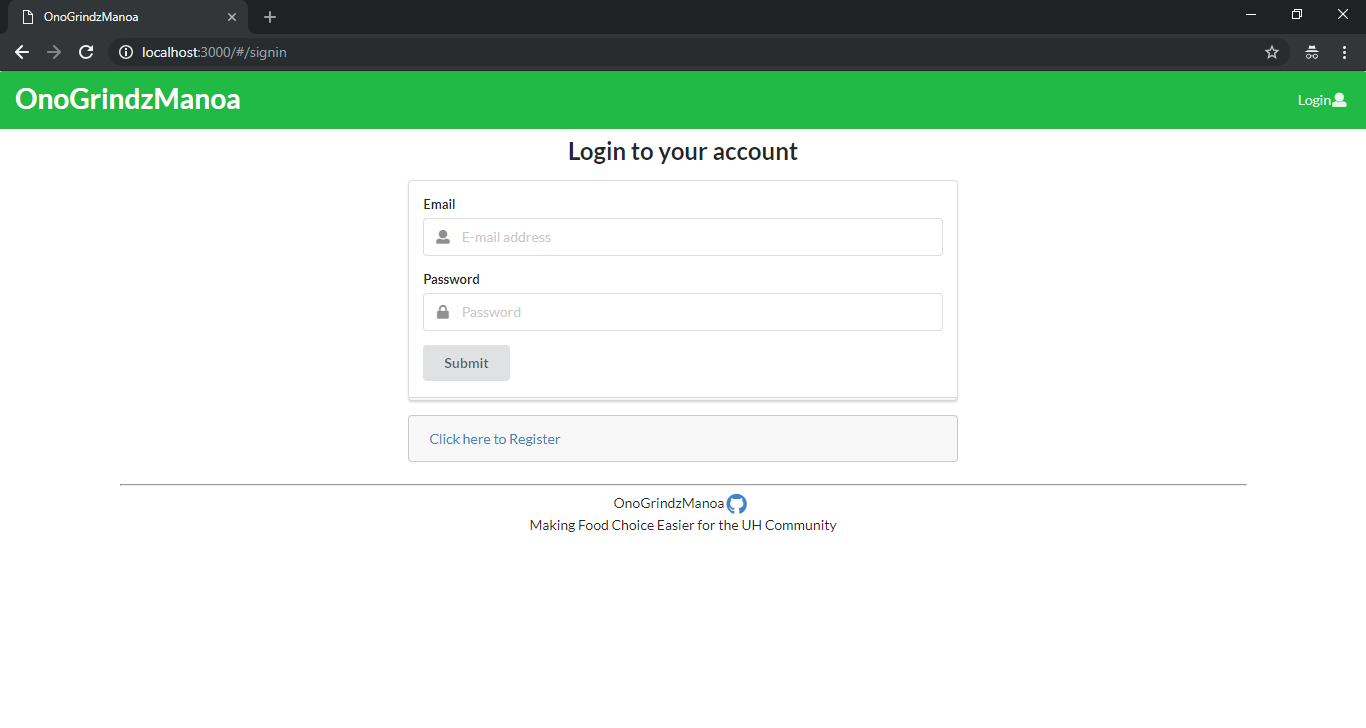 OnoGrindzManoa
localhost:3000/#/signin
OnoGrindzManoa
Login
Login to your account
Email
E-mail address
Password
Password
Submit
Click here to Register
OnoGrindzManoa
Making Food Choice Easier for the UH Community